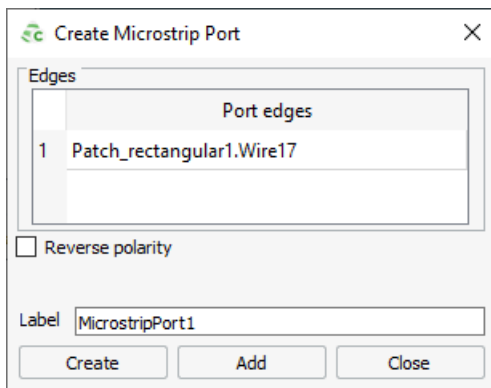 Create Microstrip Port
Edges
Port edges
1 Patch_rectangular1.Wire17
Reverse polarity
Label MicrostripPort1
Create Add Close